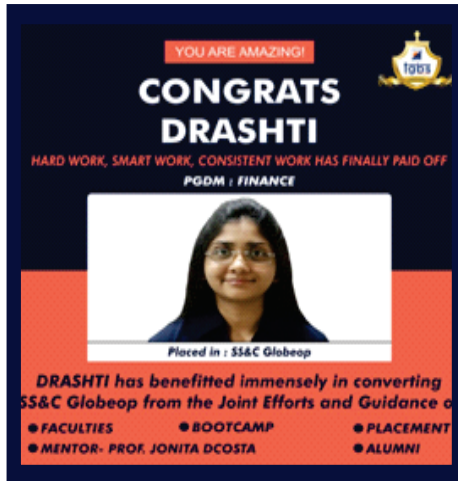 YOU ARE AMAZING!
tgbs
CONGRATS
DRASHTI
HARD WORK, SMART WORK, CONSISTENT WORK HAS FINALLY PAID OFF
PGDM : FINANCE
Placed in : SS&C Globeop
DRASHTI has benefitted immensely in converting
SS&C Globeop from the Joint Efforts and Guidance o
●FACULTIES ●BOOTCAMP ●PLACEMENT
●MENTOR- PROF. JONITA DCOSTA ●ALUMNI